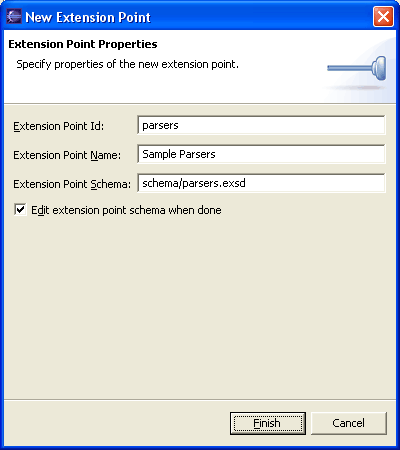 New Extension Point
Extension Point Properties
Specify properties of the new extension point.
Extension Point Id: parsers
Extension Point Name: Sample Parsers
Extension Point Schema: schema/parsers.exsd
Edit extension point schema when done
Finish Cancel